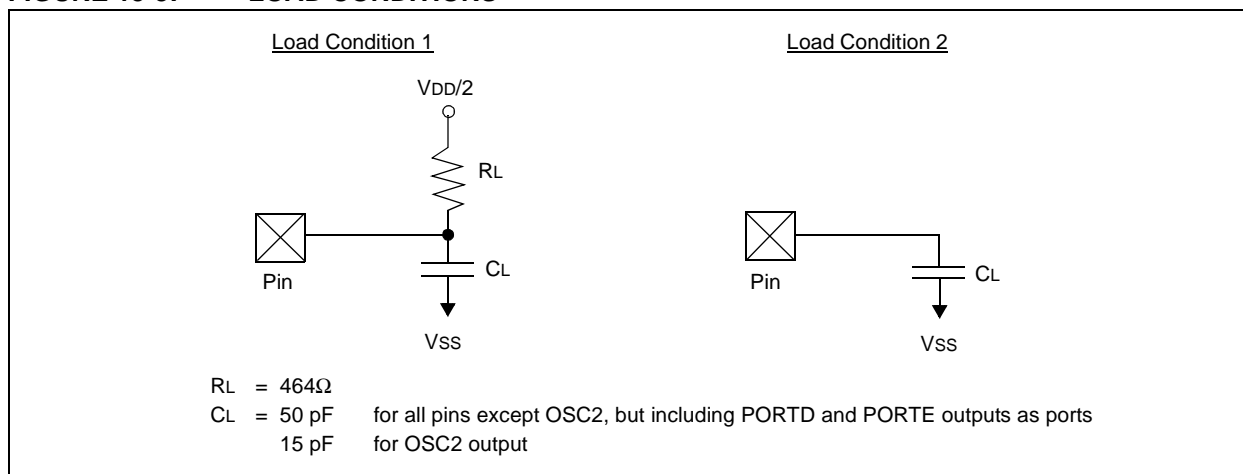 Load Condition 1
Load Condition 2
VDD/2
RL
Pin
CL
VSS
Pin
CL
VSS
RL = 464Ω
CL = 50 pF for all pins except OSC2, but including PORTD and PORTE outputs as ports
15 pF for OSC2 output